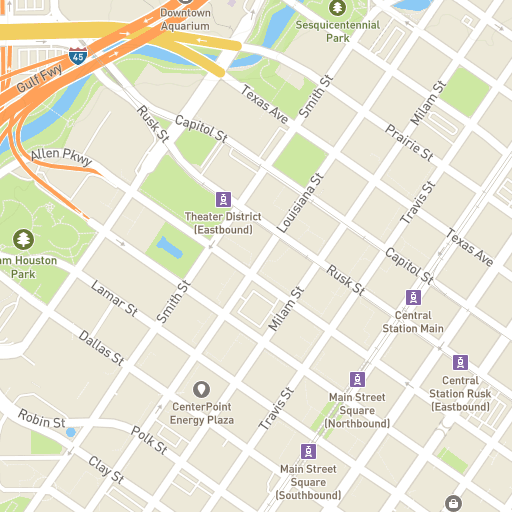 Downtown
Aquarium
Sesquicentennial
Park
45
Gulf Fwy
Texas Ave
Smith St
Milam St
Rusk St
Capitol St
Prairie St
Allen Pkwy
Travis St
Louisiana St
Theater District
(Eastbound)
Texas Ave
am Houston
Park
Capitol St
Rusk St
Smith St
Lamar St
Milam St
Central
Station Main
Dallas St
Central
Station Rusk
(Eastbound)
CenterPoint
Energy Plaza
Travis St
Main Street
Square
(Northbound)
Robin St
Polk St
Clay St
Main Street
Square
(Southbound)